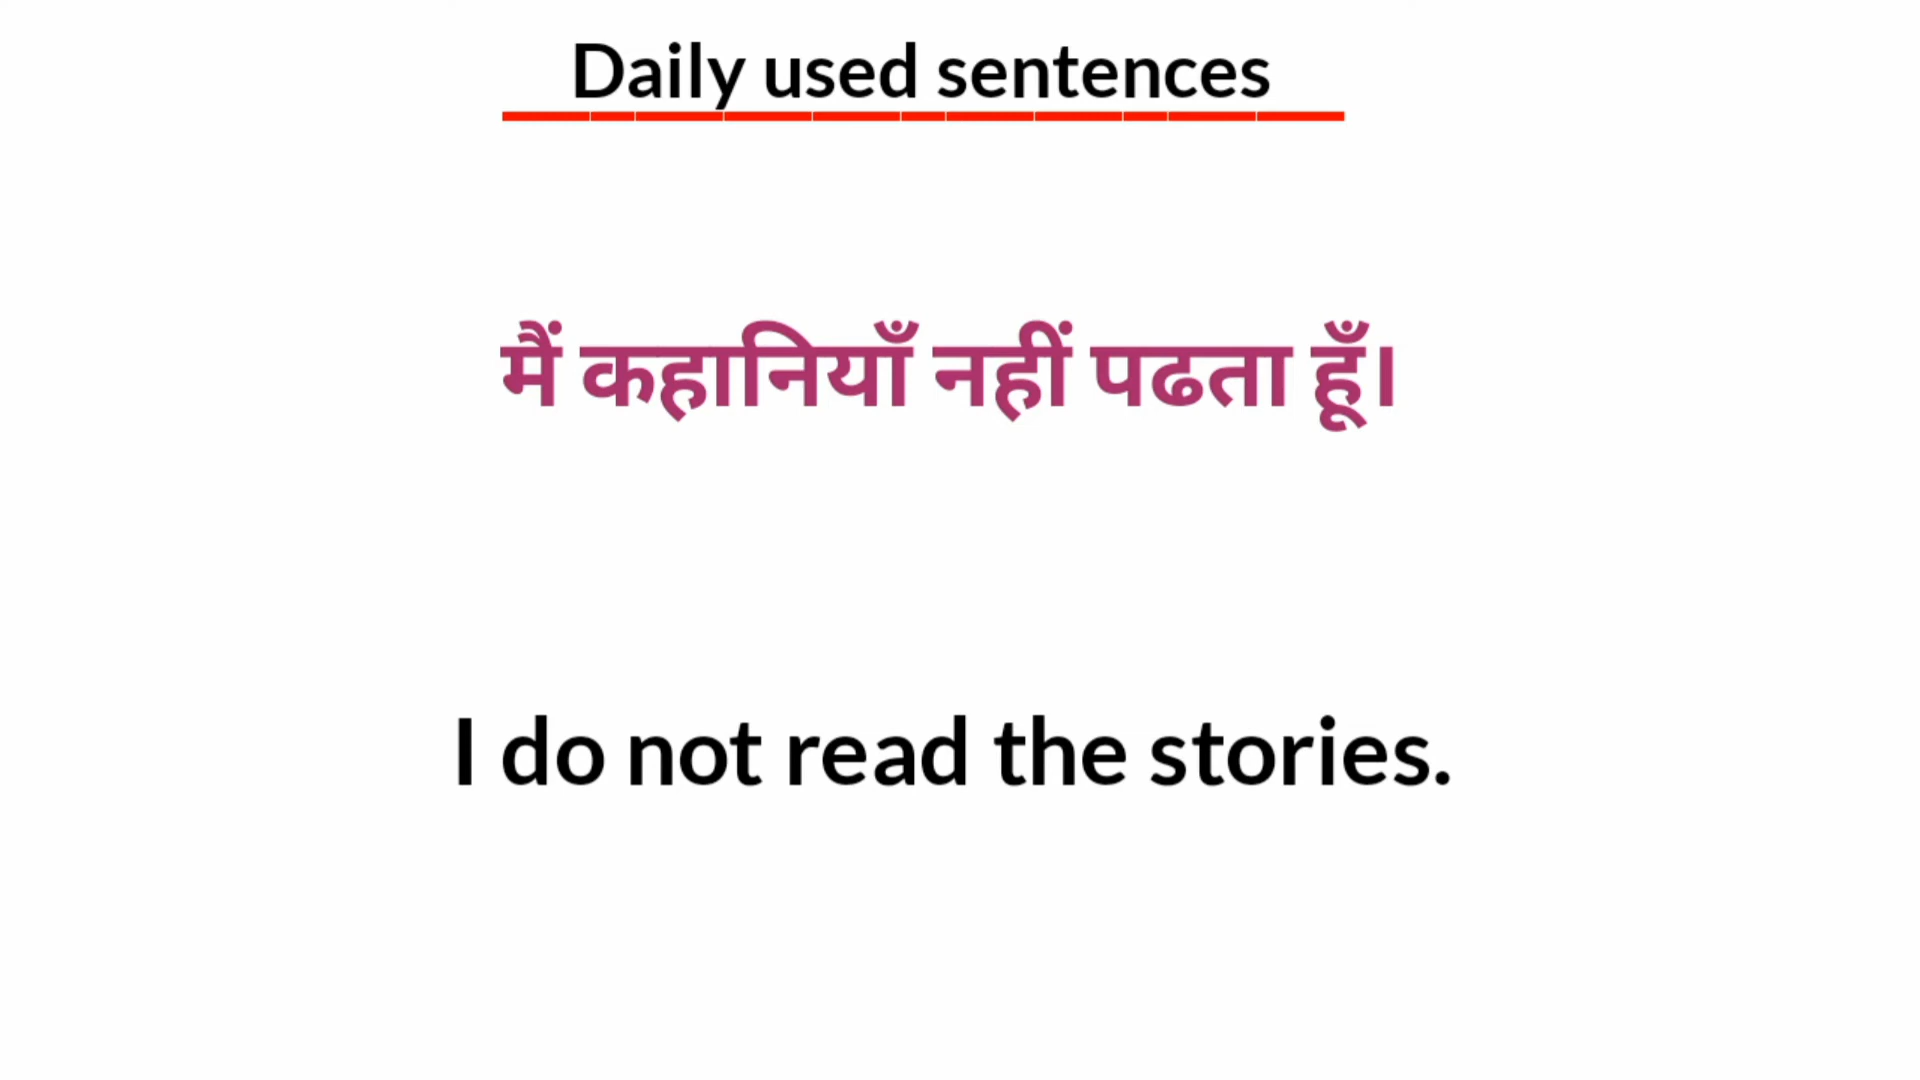 Daily used sentences
मैं कहानियाँ नहीं पढता हूँ।
I do not read the stories.